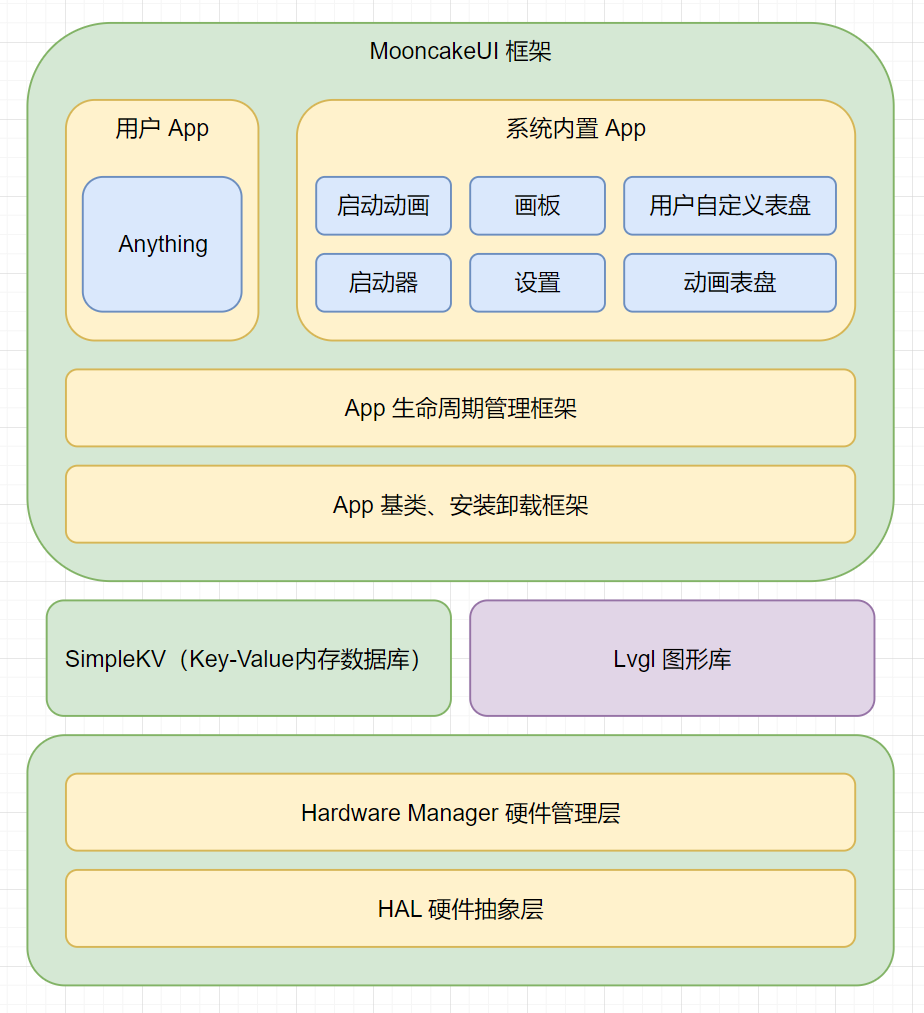 MooncakeUI 框架
用户 App
系统内置 App
Anything
启动动画
画板
用户自定义表盘
启动器
设置
动画表盘
App 生命周期管理框架
App 基类、安装卸载框架
SimpleKV（Key-Value内存数据库）
Lvgl 图形库
Hardware Manager 硬件管理层
HAL 硬件抽象层